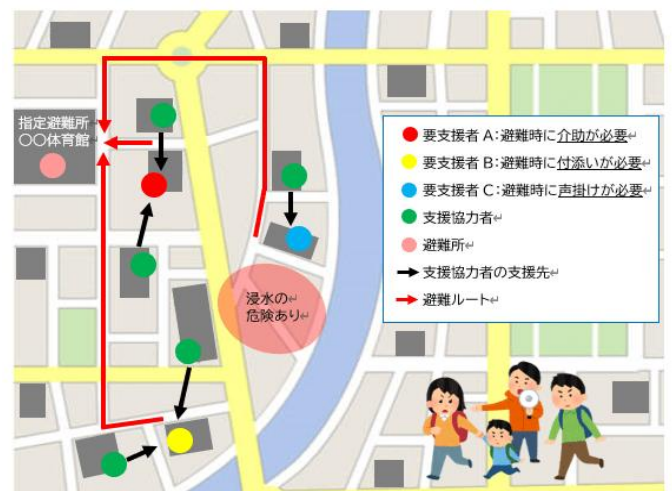 指定避難所
〇〇体育館
浸水の
危険あり↵
要支援者 A：避難時に介助が必要↵
要支援者 B：避難時に付添いが必要↵
要支援者 C：避難時に声掛けが必要↵
支援協力者↵
避難所↵
支援協力者の支援先↵
避難ルート↵